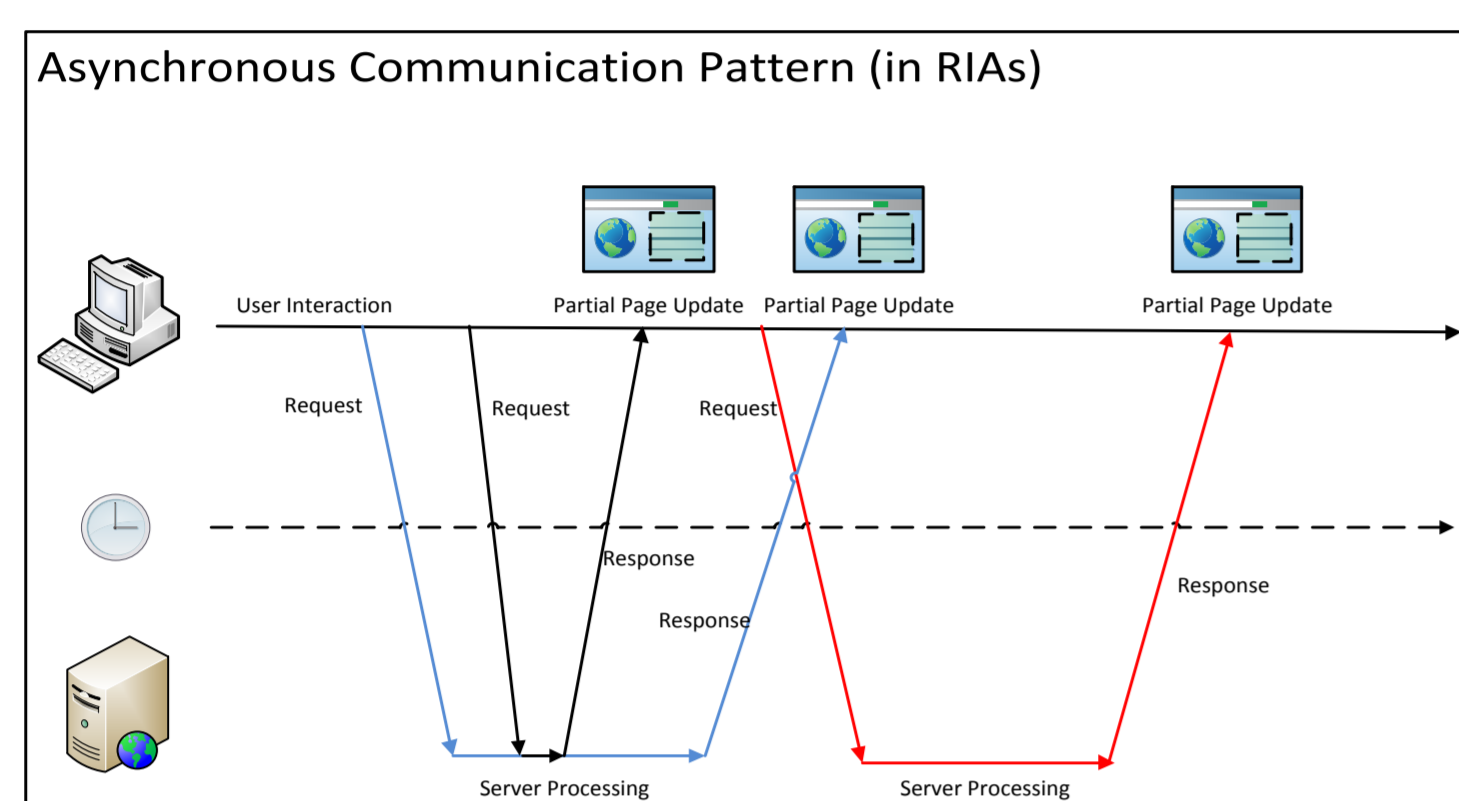 Asynchronous Communication Pattern (in RIAs)
User Interaction
Partial Page Update
Partial Page Update
Partial Page Update
Request
Request
Request
Response
Response
Response
Server Processing
Server Processing